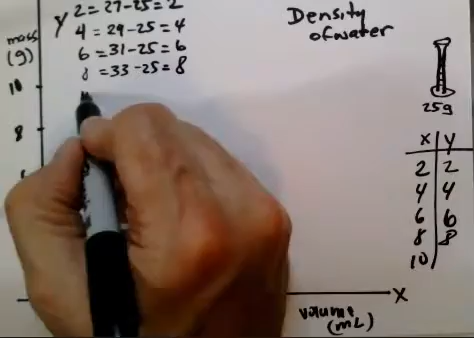 y
2 = 27-25 = 2
4 = 29-25 = 4
6 = 31-25 = 6
8 = 33-25 = 8
mass
(g)
10
8
Density
of water
25g
x y
2 2
4 4
6 6
8 8
10
x
volume
(mL)